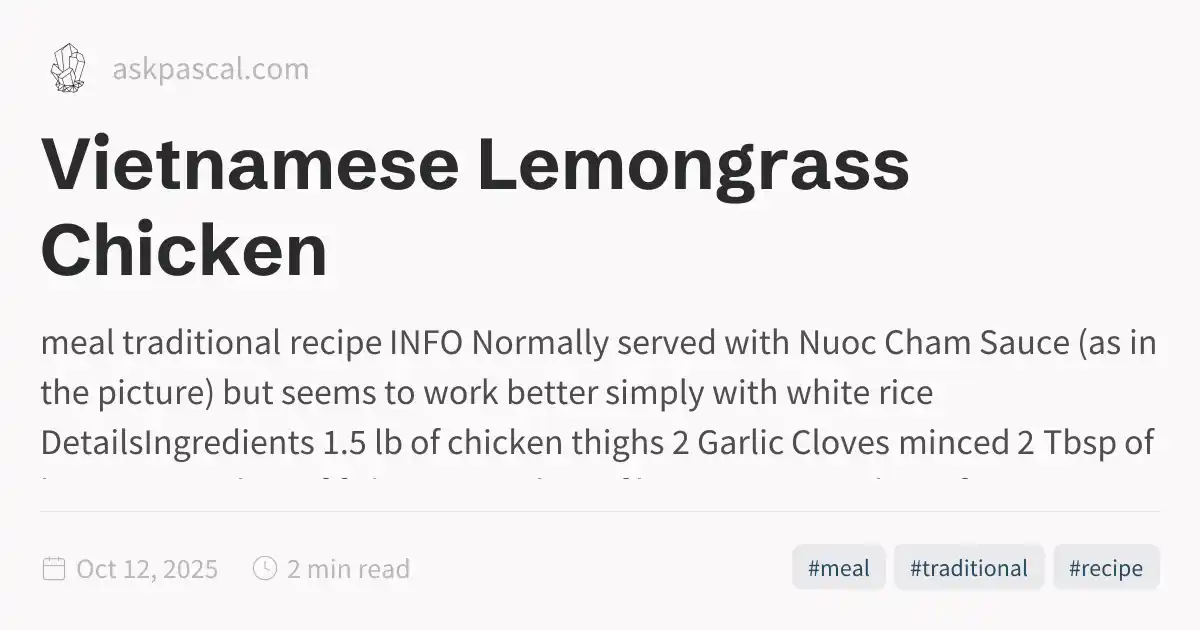 askpascal.com
Vietnamese Lemongrass
Chicken
meal traditional recipe INFO Normally served with Nuoc Cham Sauce (as in
the picture) but seems to work better simply with white rice
DetailsIngredients 1.5 lb of chicken thighs 2 Garlic Cloves minced 2 Tbsp of
Oct 12, 2025 2 min read #meal #traditional #recipe